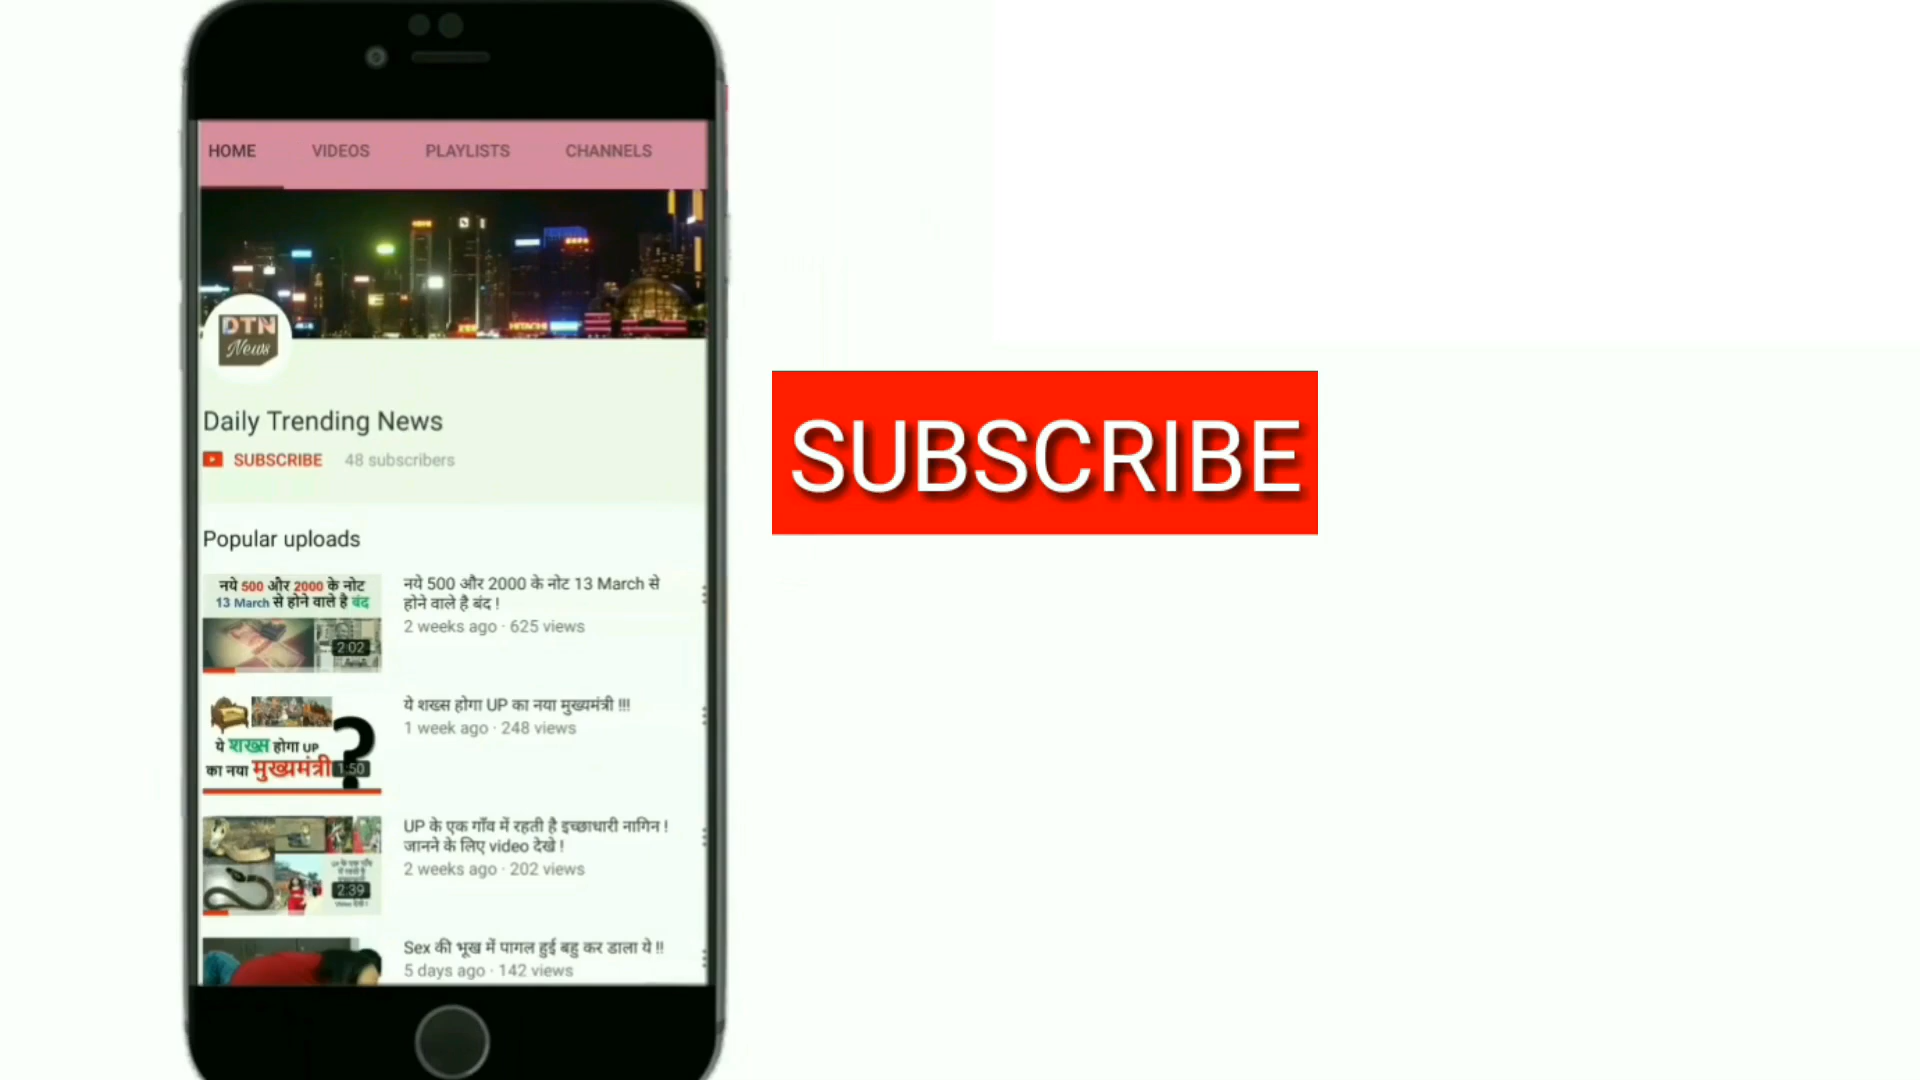 HOME VIDEOS PLAYLISTS CHANNELS
HITACHI
DTN
News
Daily Trending News
SUBSCRIBE 48 subscribers
SUBSCRIBE
Popular uploads
नये 500 और 2000 के नोट
13 March से होने वाले है बंद
2:02
नये 500 और 2000 के नोट 13 March से
होने वाले है बंद !
2 weeks ago · 625 views
ये शख्स होगा UP
का नया मुख्यमंत्री ?
1:50
ये शख्स होगा UP का नया मुख्यमंत्री !!!
1 week ago · 248 views
2:39
UP के एक गाँव में रहती है इच्छाधारी नागिन !
जानने के लिए video देखे !
2 weeks ago · 202 views
Sex की भूख में पागल हुई बहु कर डाला ये !!
5 days ago · 142 views